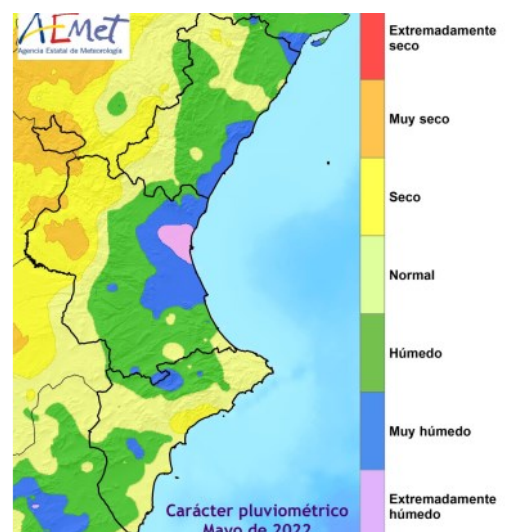 AEMet
Agencia Estatal de Meteorología
Extremadamente
seco
Muy seco
Seco
Normal
Húmedo
Muy húmedo
Extremadamente
húmedo
Carácter pluviométrico
Mayo de 2022